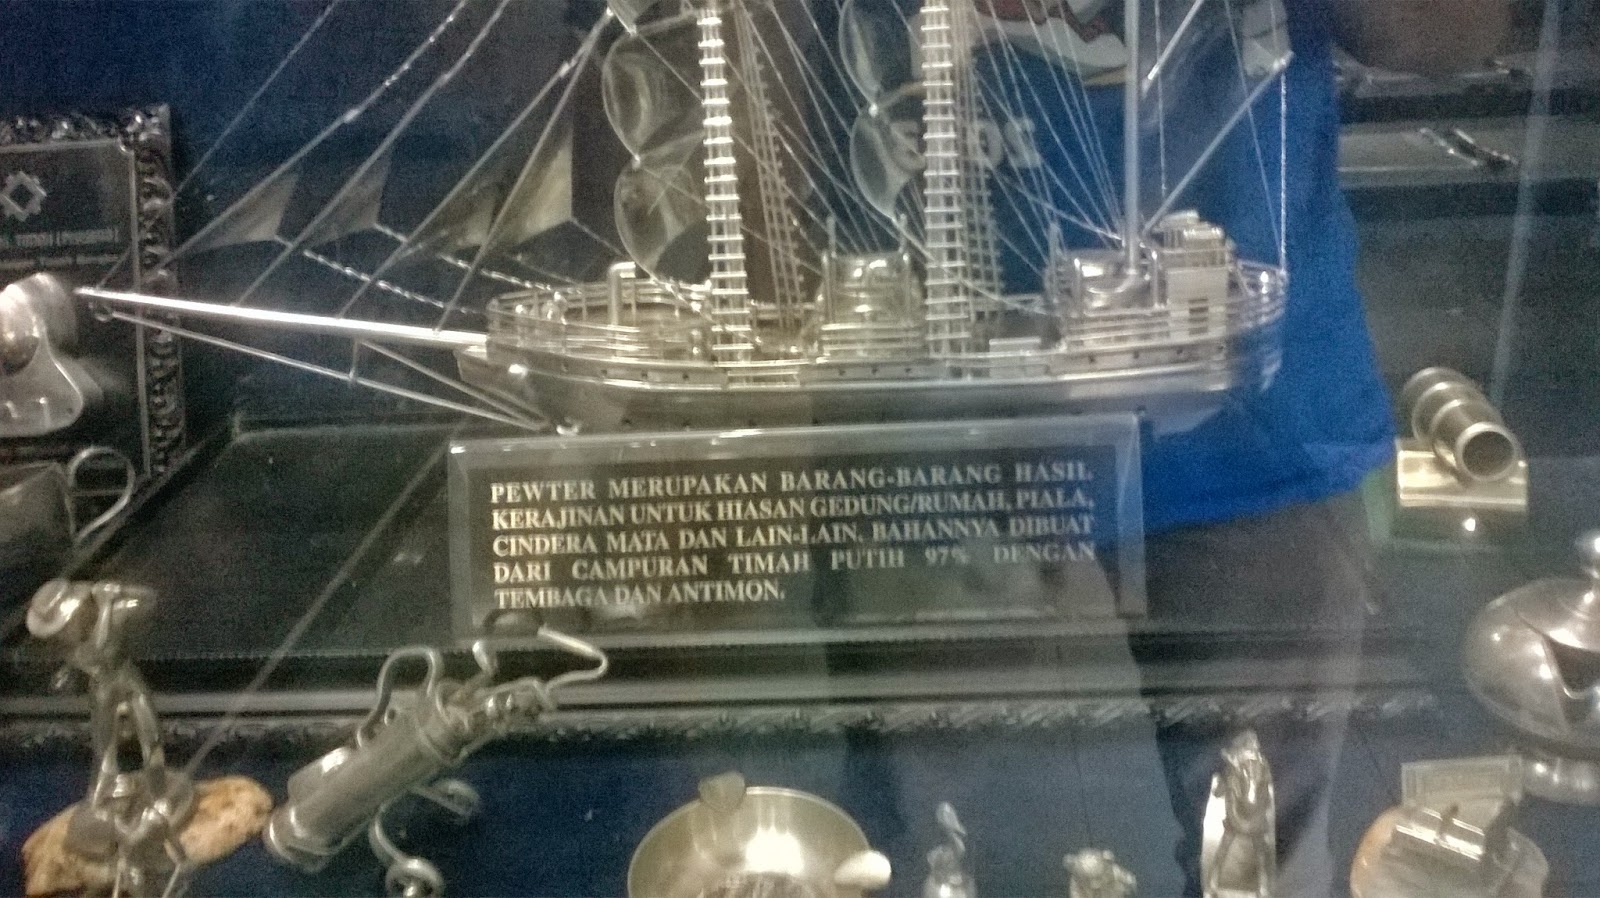 PEWTER MERUPAKAN BARANG-BARANG HASIL
KERAJINAN UNTUK HIASAN GEDUNG/RUMAH, PIALA,
CINDERA MATA DAN LAIN-LAIN. BAHANNYA DIBUAT
DARI CAMPURAN TIMAH PUTIH 97% DENGAN
TEMBAGA DAN ANTIMON.